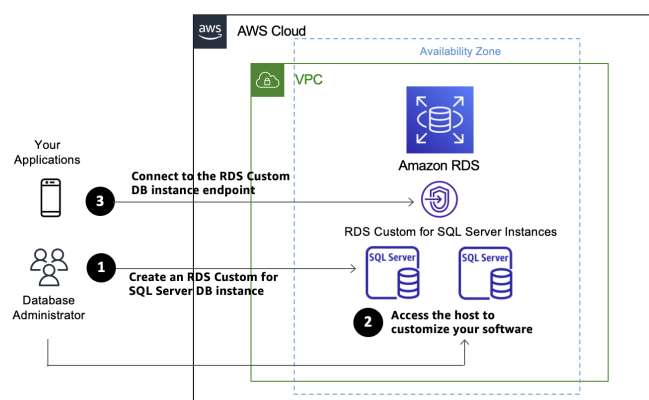 aws
AWS Cloud
Availability Zone
VPC
Amazon RDS
Your
Applications
3
Connect to the RDS Custom
DB instance endpoint
RDS Custom for SQL Server Instances
SQL Server
SQL Server
1
Create an RDS Custom for
SQL Server DB instance
Database
Administrator
2
Access the host to
customize your software